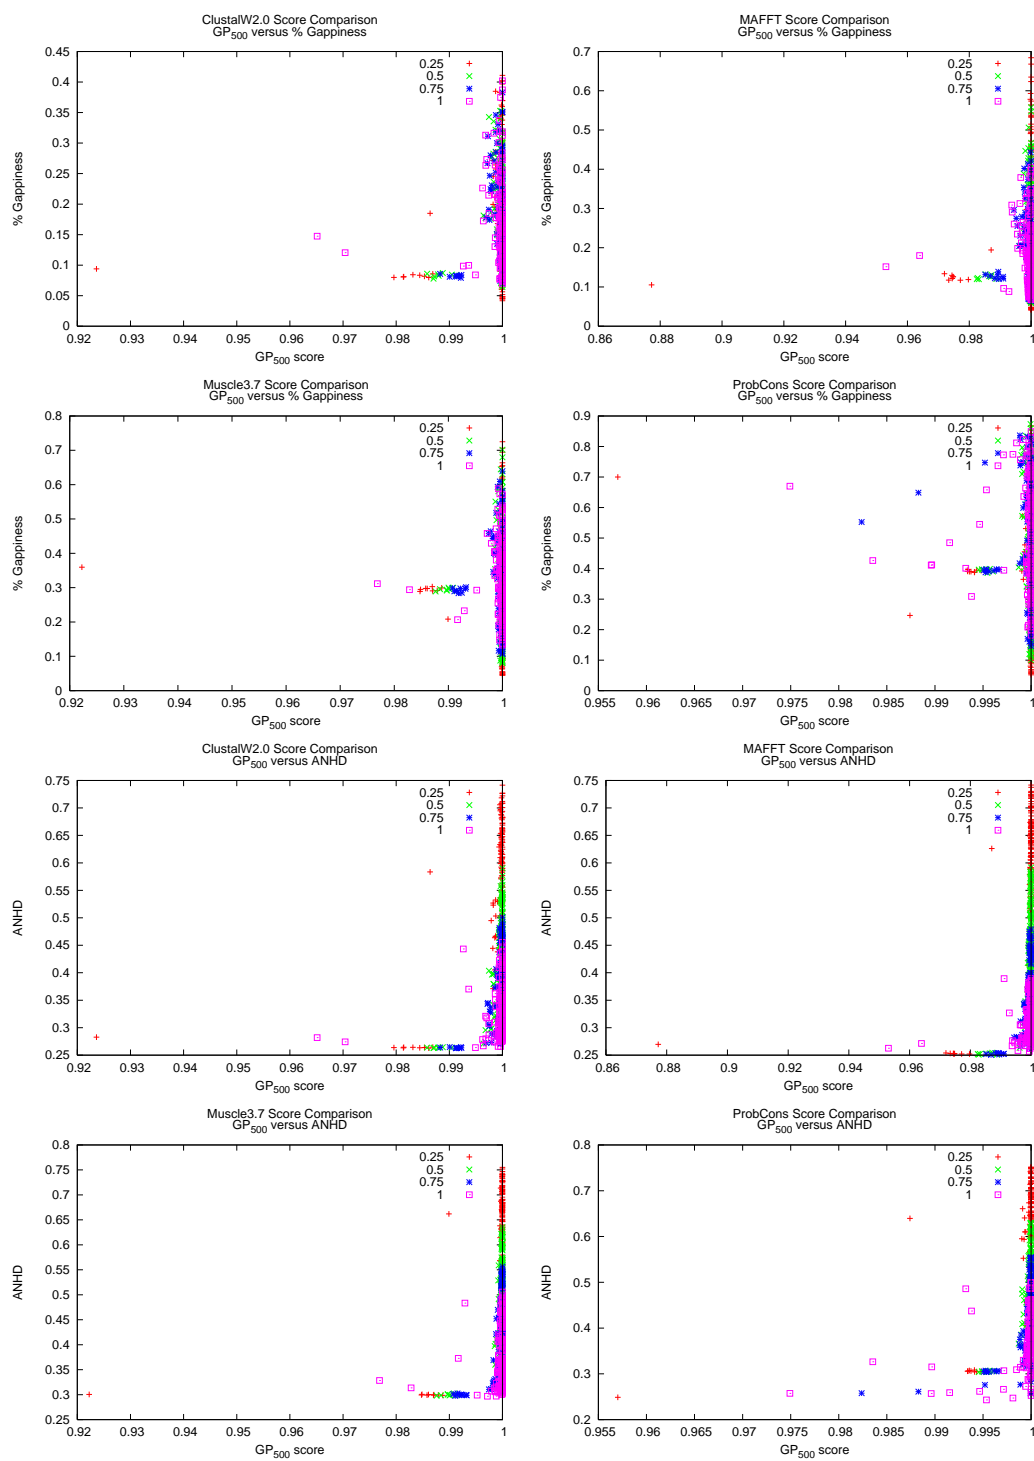 ClustalW2.0 Score Comparison
GP500 versus % Gappiness
% Gappiness
0.45
0.4
0.35
0.3
0.25
0.2
0.15
0.1
0.05
0
0.25
0.5
0.75
1
0.92 0.93 0.94 0.95 0.96 0.97 0.98 0.99 1
GP500 score
MAFFT Score Comparison
GP500 versus % Gappiness
% Gappiness
0.7
0.6
0.5
0.4
0.3
0.2
0.1
0
0.25
0.5
0.75
1
0.86 0.88 0.9 0.92 0.94 0.96 0.98 1
GP500 score
Muscle3.7 Score Comparison
GP500 versus % Gappiness
% Gappiness
0.8
0.7
0.6
0.5
0.4
0.3
0.2
0.1
0
0.25
0.5
0.75
1
0.92 0.93 0.94 0.95 0.96 0.97 0.98 0.99 1
GP500 score
ProbCons Score Comparison
GP500 versus % Gappiness
% Gappiness
0.9
0.8
0.7
0.6
0.5
0.4
0.3
0.2
0.1
0
0.25
0.5
0.75
1
0.955 0.96 0.965 0.97 0.975 0.98 0.985 0.99 0.995 1
GP500 score
ClustalW2.0 Score Comparison
GP500 versus ANHD
ANHD
0.75
0.7
0.65
0.6
0.55
0.5
0.45
0.4
0.35
0.3
0.25
0.25
0.5
0.75
1
0.92 0.93 0.94 0.95 0.96 0.97 0.98 0.99 1
GP500 score
MAFFT Score Comparison
GP500 versus ANHD
ANHD
0.75
0.7
0.65
0.6
0.55
0.5
0.45
0.4
0.35
0.3
0.25
0.25
0.5
0.75
1
0.86 0.88 0.9 0.92 0.94 0.96 0.98 1
GP500 score
Muscle3.7 Score Comparison
GP500 versus ANHD
ANHD
0.8
0.75
0.7
0.65
0.6
0.55
0.5
0.45
0.4
0.35
0.3
0.25
0.25
0.5
0.75
1
0.92 0.93 0.94 0.95 0.96 0.97 0.98 0.99 1
GP500 score
ProbCons Score Comparison
GP500 versus ANHD
ANHD
0.8
0.7
0.6
0.5
0.4
0.3
0.2
0.25
0.5
0.75
1
0.955 0.96 0.965 0.97 0.975 0.98 0.985 0.99 0.995 1
GP500 score